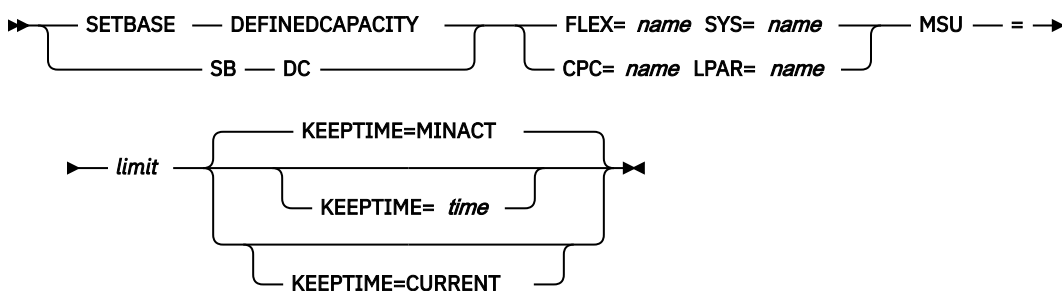 SETBASE DEFINEDCAPACITY FLEX= name SYS= name MSU =
SB DC CPC= name LPAR= name
KEEPTIME=MINACT
limit
KEEPTIME= time
KEEPTIME=CURRENT